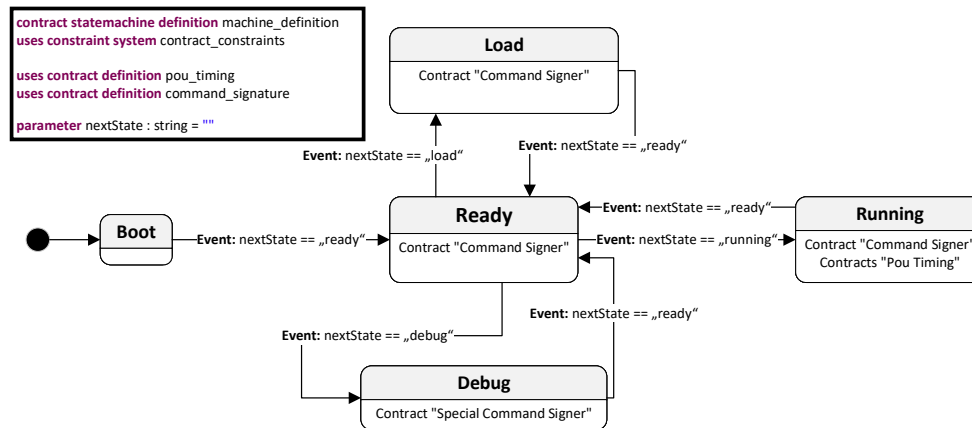 contract statemachine definition machine_definition
uses constraint system contract_constraints
uses contract definition pou_timing
uses contract definition command_signature
parameter nextState : string = ""
Load
Contract "Command Signer"
Event: nextState == „load“
Event: nextState == „ready“
Boot
Event: nextState == „ready“
Ready
Contract "Command Signer"
Event: nextState == „ready“
Event: nextState == „running“
Running
Contract "Command Signer"
Contracts "Pou Timing"
Event: nextState == „debug“
Event: nextState == „ready“
Debug
Contract "Special Command Signer"